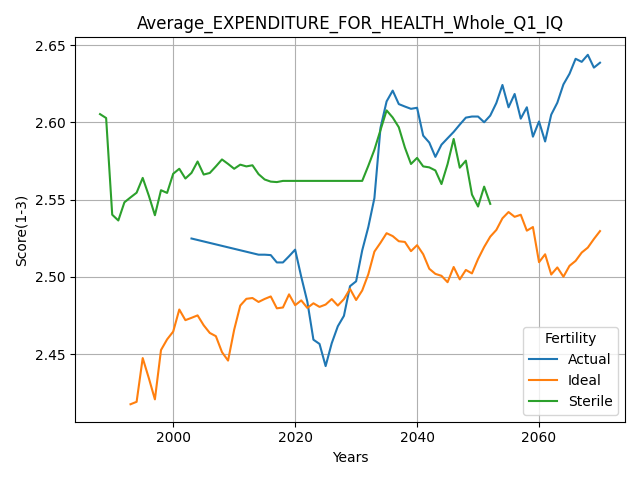 Average_EXPENDITURE_FOR_HEALTH_Whole_Q1_IQ
Score(1-3)
2.65
2.60
2.55
2.50
2.45
2000 2020 2040 2060
Years
Fertility
Actual
Ideal
Sterile